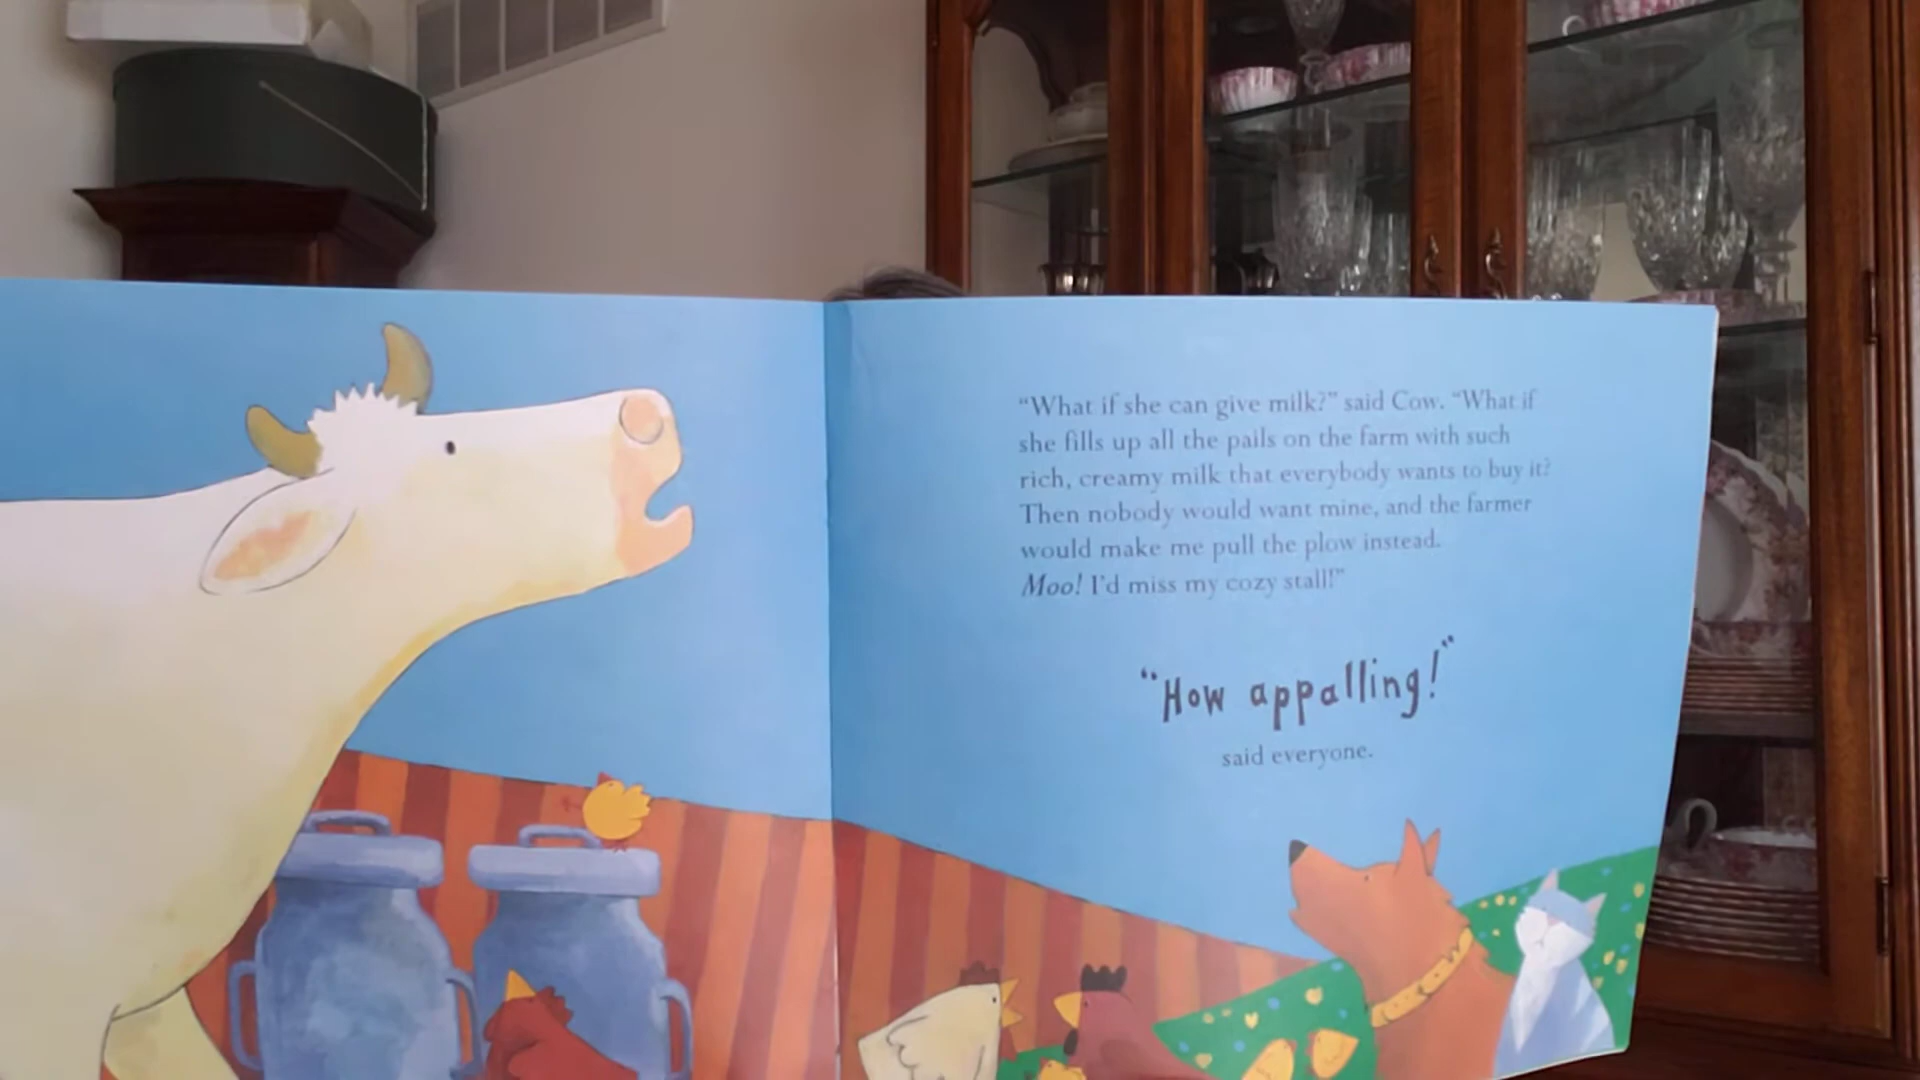 “What if she can give milk?” said Cow. “What if
she fills up all the pails on the farm with such
rich, creamy milk that everybody wants to buy it?
Then nobody would want mine, and the farmer
would make me pull the plow instead.
Moo! I’d miss my cozy stall!”
“How appalling!”
said everyone.